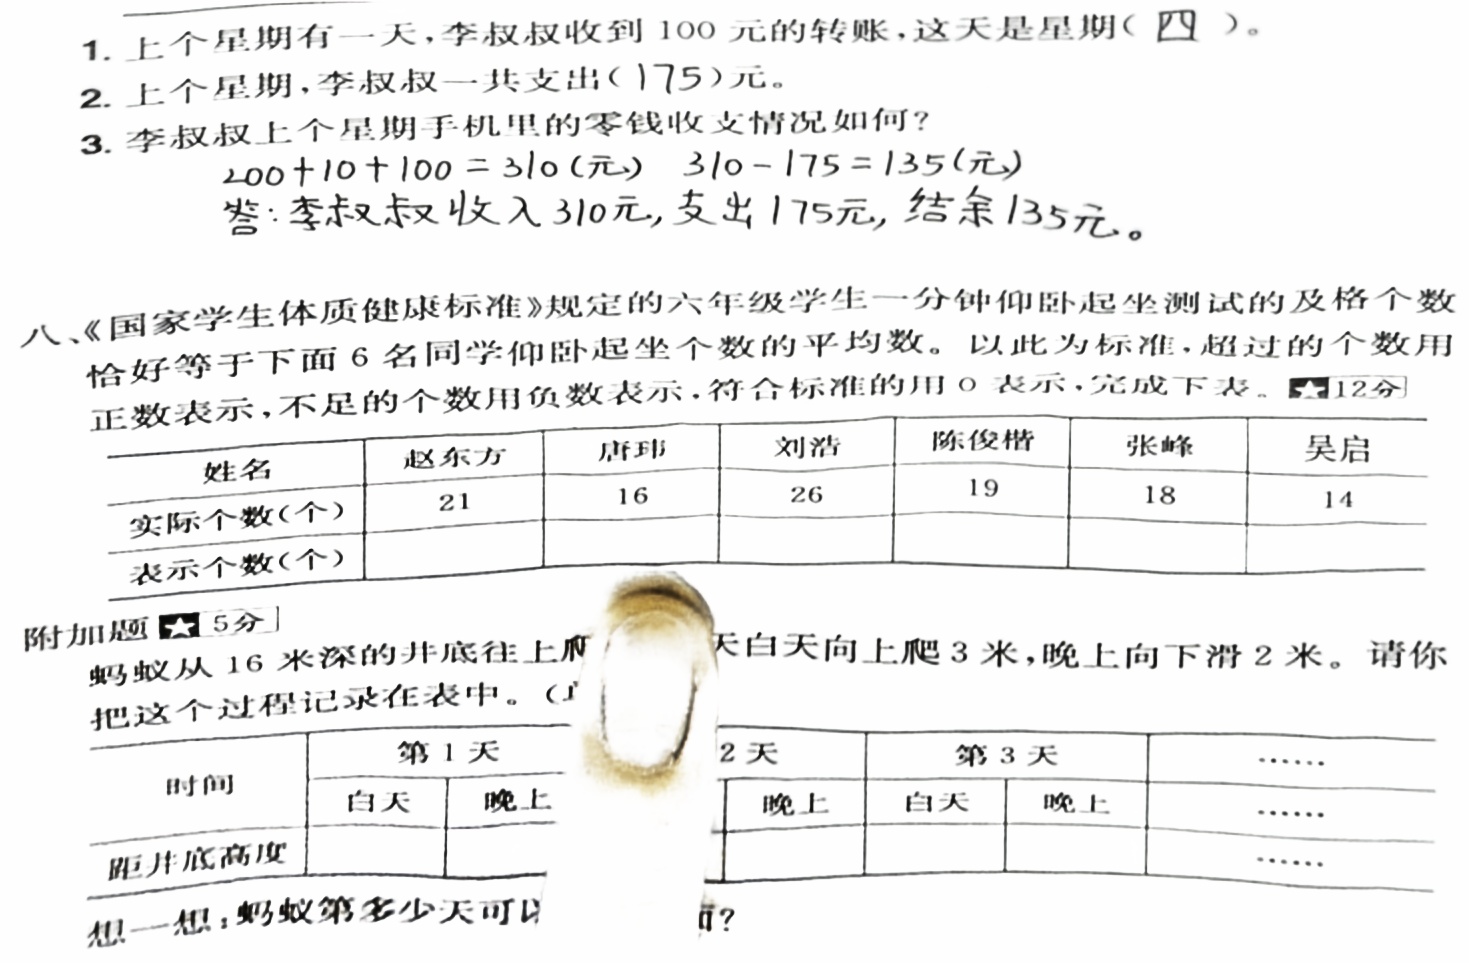 1. 上个星期有一天,李叔叔收到 100 元的转账,这天是星期( 四 )。
2. 上个星期,李叔叔一共支出(175)元。
3. 李叔叔上个星期手机里的零钱收支情况如何?
200+10+100=310(元) 310-175=135(元)
答:李叔叔收入310元,支出175元,结余135元。
八、《国家学生体质健康标准》规定的六年级学生一分钟仰卧起坐测试的及格个数
恰好等于下面 6 名同学仰卧起坐个数的平均数。以此为标准,超过的个数用
正数表示,不足的个数用负数表示,符合标准的用 0 表示,完成下表。★12分
姓名 赵东方 唐玮 刘浩 陈俊楷 张峰 吴启
实际个数(个) 21 16 26 19 18 14
表示个数(个)
附加题 ★ 5分
蚂蚁从 16 米深的井底往上爬 天白天向上爬 3 米,晚上向下滑 2 米。请你
把这个过程记录在表中。(
时间 第 1 天 2 天 第 3 天 ……
白天 晚上 晚上 白天 晚上 ……
距井底高度 ……
想一想:蚂蚁第多少天可以 ?